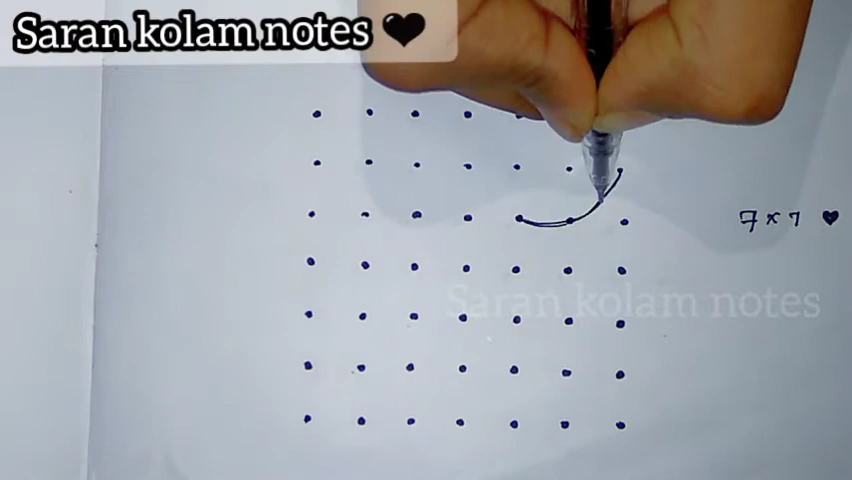 Saran kolam notes ❤
7 x 7 ❤
Saran kolam notes